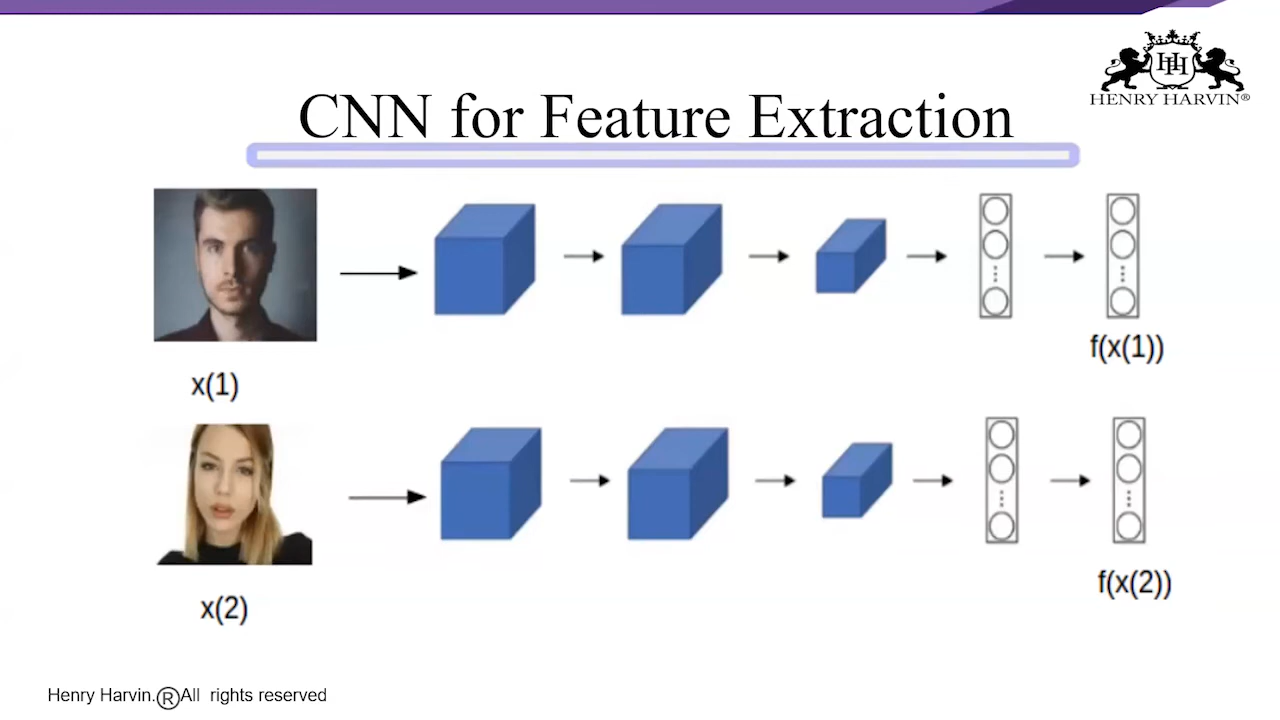 HENRY HARVIN®
CNN for Feature Extraction
f(x(1))
x(1)
f(x(2))
x(2)
Henry Harvin.®All rights reserved